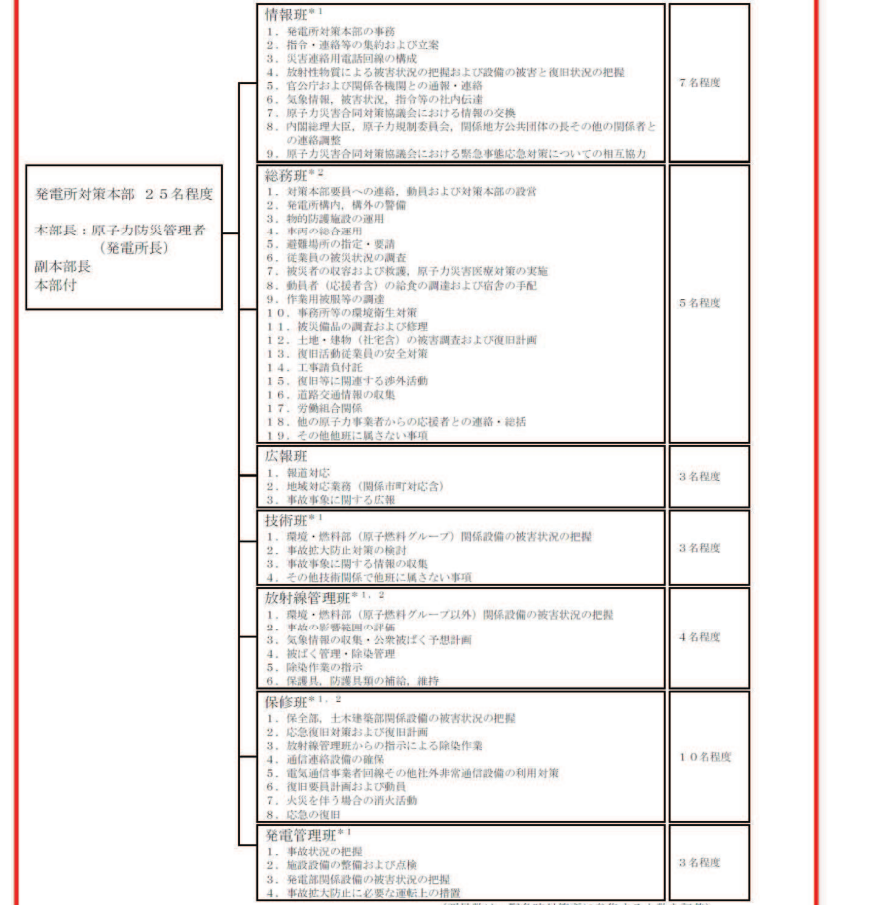 発電所対策本部 25名程度
本部長：原子力防災管理者
（発電所長）
副本部長
本部付
情報班＊1
1．発電所対策本部の事務
2．指令・連絡等の集約および立案
3．災害連絡用電話回線の構成
4．放射性物質による被害状況の把握および設備の被害と復旧状況の把握
5．官公庁および関係各機関との通報・連絡
6．気象情報，被害状況，指令等の社内伝達
7．原子力災害合同対策協議会における情報の交換
8．内閣総理大臣，原子力規制委員会，関係地方公共団体の長その他の関係者と
の連絡調整
9．原子力災害合同対策協議会における緊急事態応急対策についての相互協力
7名程度
総務班＊2
1．対策本部要員への連絡，動員および対策本部の設営
2．発電所構内，構外の警備
3．物的防護施設の運用
4．車両の総合運用
5．避難場所の指定・要請
6．従業員の被災状況の調査
7．被災者の収容および救護，原子力災害医療対策の実施
8．動員者（応援者含）の給食の調達および宿舎の手配
9．作業用被服等の調達
10．事務所等の環境衛生対策
11．被災備品の調査および修理
12．土地・建物（社宅含）の被害調査および復旧計画
13．復旧活動従業員の安全対策
14．工事請負付託
15．復旧等に関連する渉外活動
16．道路交通情報の収集
17．労働組合関係
18．他の原子力事業者からの応援者との連絡・総括
19．その他他班に属さない事項
5名程度
広報班
1．報道対応
2．地域対応業務（関係市町対応含）
3．事故事象に関する広報
3名程度
技術班＊1
1．環境・燃料部（原子燃料グループ）関係設備の被害状況の把握
2．事故拡大防止対策の検討
3．事故事象に関する情報の収集
4．その他技術関係で他班に属さない事項
3名程度
放射線管理班＊1，2
1．環境・燃料部（原子燃料グループ以外）関係設備の被害状況の把握
2．事故の影響範囲の評価
3．気象情報の収集・公衆被ばく予想計画
4．被ばく管理・除染管理
5．除染作業の指示
6．保護具，防護具類の補給，維持
4名程度
保修班＊1，2
1．保全部，土木建築部関係設備の被害状況の把握
2．応急復旧対策および復旧計画
3．放射線管理班からの指示による除染作業
4．通信連絡設備の確保
5．電気通信事業者回線その他社外非常通信設備の利用対策
6．復旧要員計画および動員
7．火災を伴う場合の消火活動
8．応急の復旧
10名程度
発電管理班＊1
1．事故状況の把握
2．施設設備の整備および点検
3．発電部関係設備の被害状況の把握
4．事故拡大防止に必要な運転上の措置
3名程度